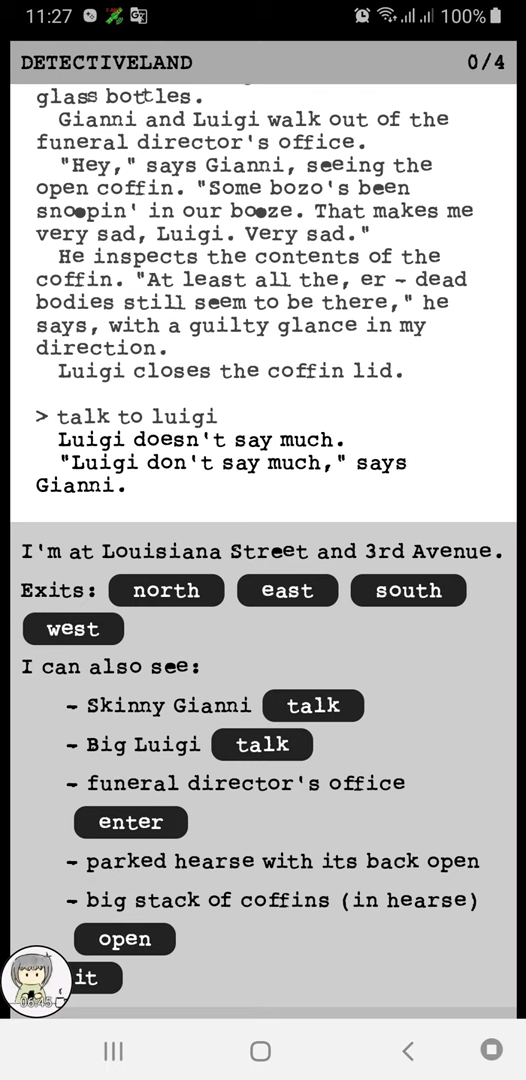 11:27 100%
DETECTIVELAND 0/4
glass bottles.
Gianni and Luigi walk out of the
funeral director's office.
"Hey," says Gianni, seeing the
open coffin. "Some bozo's been
snoopin' in our booze. That makes me
very sad, Luigi. Very sad."
He inspects the contents of the
coffin. "At least all the, er – dead
bodies still seem to be there," he
says, with a guilty glance in my
direction.
Luigi closes the coffin lid.
> talk to luigi
Luigi doesn't say much.
"Luigi don't say much," says
Gianni.
I'm at Louisiana Street and 3rd Avenue.
Exits: north east south
west
I can also see:
– Skinny Gianni talk
– Big Luigi talk
– funeral director's office
enter
– parked hearse with its back open
– big stack of coffins (in hearse)
open
it
06:45